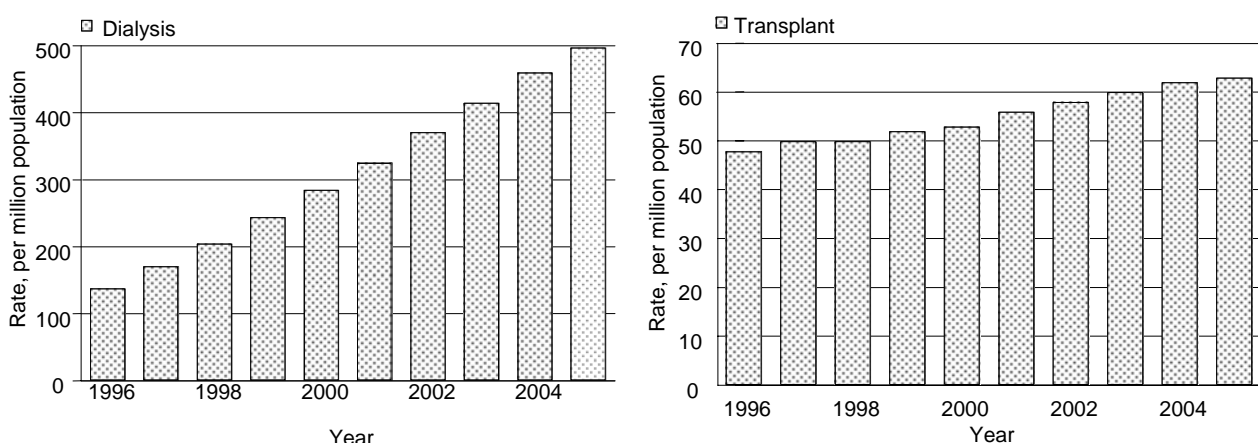 Dialysis
500
400
300
200
100
0
Rate, per million population
1996 1998 2000 2002 2004
Year
Transplant
70
60
50
40
30
20
10
0
Rate, per million population
1996 1998 2000 2002 2004
Year